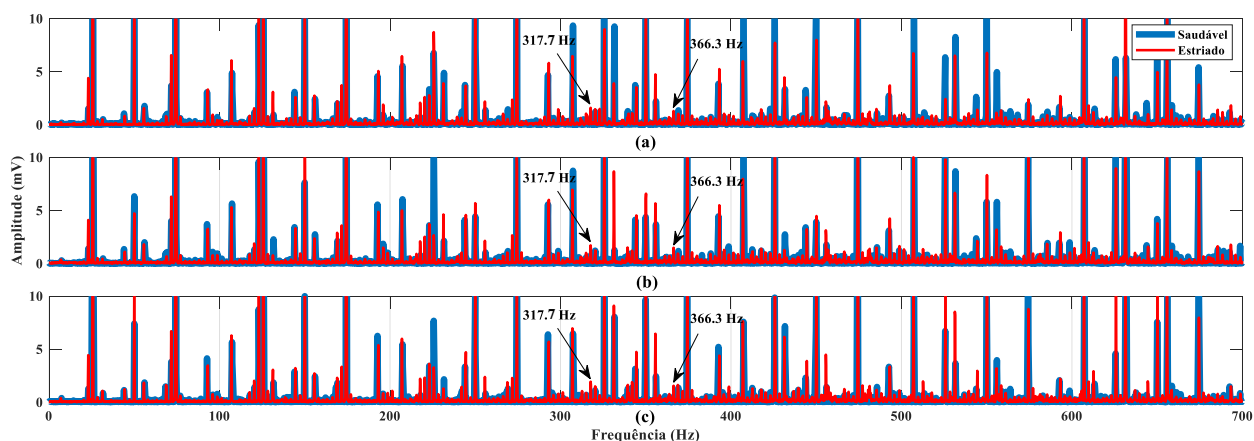 10
5
0
317.7 Hz
366.3 Hz
Saudável
Estriado
(a)
Amplitude (mV)
10
5
0
317.7 Hz
366.3 Hz
(b)
10
5
0
317.7 Hz
366.3 Hz
0 100 200 300 400 500 600 700
(c)
Frequência (Hz)